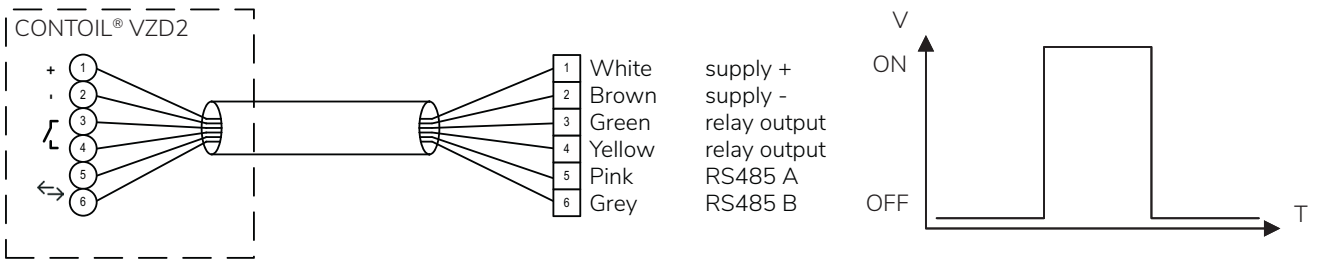 CONTOIL® VZD2
+ 1
- 2
3
4
5
6
1 White supply +
2 Brown supply -
3 Green relay output
4 Yellow relay output
5 Pink RS485 A
6 Grey RS485 B
V
ON
OFF
T